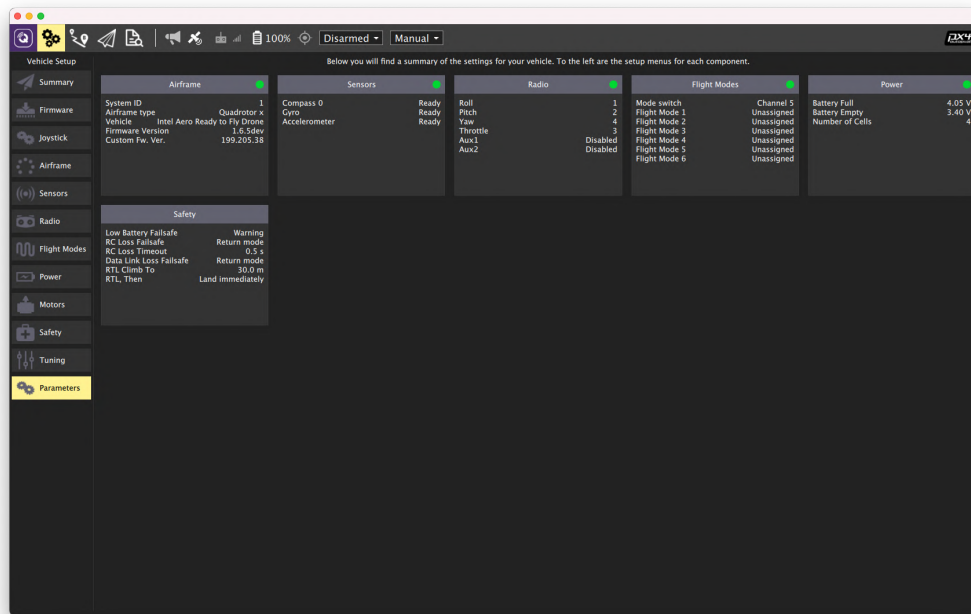 100%
Disarmed
Manual
px4
Vehicle Setup
Below you will find a summary of the settings for your vehicle. To the left are the setup menus for each component.
Summary
Firmware
Joystick
Airframe
Sensors
Radio
Flight Modes
Power
Motors
Safety
Tuning
Parameters
Airframe
System ID 1
Airframe type Quadrotor x
Vehicle Intel Aero Ready to Fly Drone
Firmware Version 1.6.5dev
Custom Fw. Ver. 199.205.38
Sensors
Compass 0 Ready
Gyro Ready
Accelerometer Ready
Radio
Roll 1
Pitch 2
Yaw 4
Throttle 3
Aux1 Disabled
Aux2 Disabled
Flight Modes
Mode switch Channel 5
Flight Mode 1 Unassigned
Flight Mode 2 Unassigned
Flight Mode 3 Unassigned
Flight Mode 4 Unassigned
Flight Mode 5 Unassigned
Flight Mode 6 Unassigned
Power
Battery Full 4.05 V
Battery Empty 3.40 V
Number of Cells 4
Safety
Low Battery Failsafe Warning
RC Loss Failsafe Return mode
RC Loss Timeout 0.5 s
Data Link Loss Failsafe Return mode
RTL Climb To 30.0 m
RTL, Then Land immediately